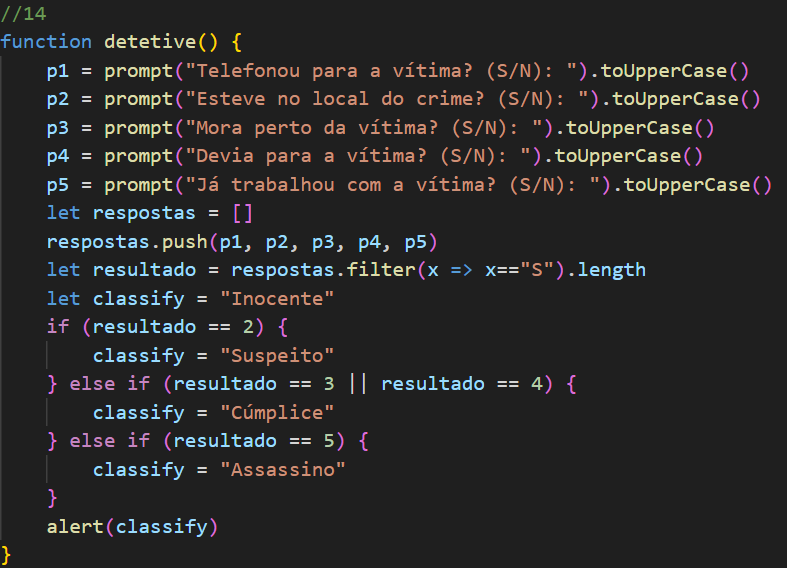 //14
function detetive() {
    p1 = prompt("Telefonou para a vítima? (S/N): ").toUpperCase()
    p2 = prompt("Esteve no local do crime? (S/N): ").toUpperCase()
    p3 = prompt("Mora perto da vítima? (S/N): ").toUpperCase()
    p4 = prompt("Devia para a vítima? (S/N): ").toUpperCase()
    p5 = prompt("Já trabalhou com a vítima? (S/N): ").toUpperCase()
    let respostas = []
    respostas.push(p1, p2, p3, p4, p5)
    let resultado = respostas.filter(x => x=="S").length
    let classify = "Inocente"
    if (resultado == 2) {
        classify = "Suspeito"
    } else if (resultado == 3 || resultado == 4) {
        classify = "Cúmplice"
    } else if (resultado == 5) {
        classify = "Assassino"
    }
    alert(classify)
}